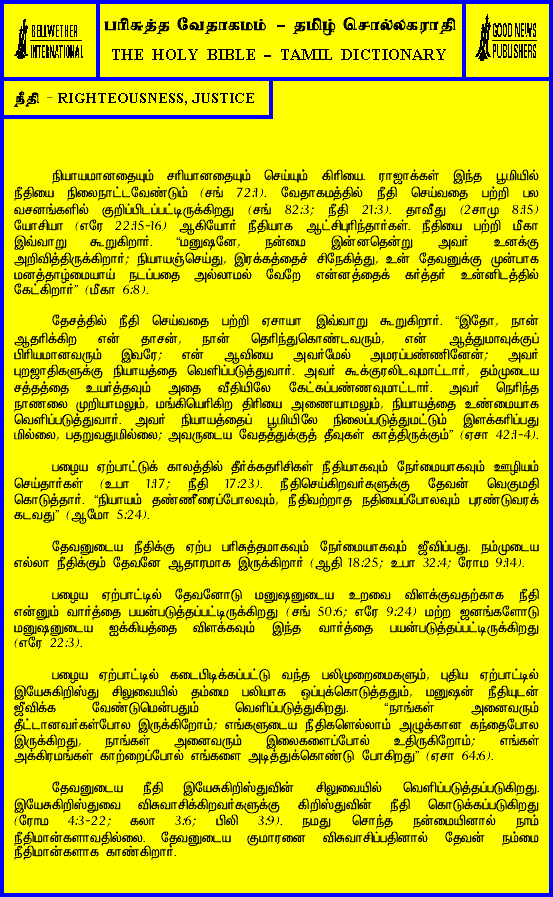 BELLWETHER
INTERNATIONAL
பரிசுத்த வேதாகமம் - தமிழ் சொல்லகராதி
THE HOLY BIBLE - TAMIL DICTIONARY
GOOD NEWS
PUBLISHERS
நீதி - RIGHTEOUSNESS, JUSTICE
நியாயமானதையும் சரியானதையும் செய்யும் கிரியை. ராஜாக்கள் இந்த பூமியில்
நீதியை நிலைநாட்டவேண்டும் (சங் 72:1). வேதாகமத்தில் நீதி செய்வதை பற்றி பல
வசனங்களில் குறிப்பிடப்பட்டிருக்கிறது (சங் 82:3; நீதி 21:3). தாவீது (2சாமு 8:15)
யோசியா (எரே 22:15-16) ஆகியோர் நீதியாக ஆட்சிபுரிந்தார்கள். நீதியை பற்றி மீகா
இவ்வாறு கூறுகிறார். “மனுஷனே, நன்மை இன்னதென்று அவர் உனக்கு
அறிவித்திருக்கிறார்; நியாயஞ்செய்து, இரக்கத்தைச் சிநேகித்து, உன் தேவனுக்கு முன்பாக
மனத்தாழ்மையாய் நடப்பதை அல்லாமல் வேறே என்னத்தைக் கர்த்தர் உன்னிடத்தில்
கேட்கிறார்” (மீகா 6:8).
தேசத்தில் நீதி செய்வதை பற்றி ஏசாயா இவ்வாறு கூறுகிறார். “இதோ, நான்
ஆதரிக்கிற என் தாசன், நான் தெரிந்துகொண்டவரும், என் ஆத்துமாவுக்குப்
பிரியமானவரும் இவரே; என் ஆவியை அவர்மேல் அமரப்பண்ணினேன்; அவர்
புறஜாதிகளுக்கு நியாயத்தை வெளிப்படுத்துவார். அவர் கூக்குரலிடவுமாட்டார், தம்முடைய
சத்தத்தை உயர்த்தவும் அதை வீதியிலே கேட்கப்பண்ணவுமாட்டார். அவர் நெரிந்த
நாணலை முறியாமலும், மங்கியெரிகிற திரியை அணையாமலும், நியாயத்தை உண்மையாக
வெளிப்படுத்துவார். அவர் நியாயத்தைப் பூமியிலே நிலைப்படுத்துமட்டும் இளக்கரிப்பது
மில்லை, பதறுவதுமில்லை; அவருடைய வேதத்துக்குத் தீவுகள் காத்திருக்கும்” (ஏசா 42:1-4).
பழைய ஏற்பாட்டுக் காலத்தில் தீர்க்கதரிசிகள் நீதியாகவும் நேர்மையாகவும் ஊழியம்
செய்தார்கள் (உபா 1:17; நீதி 17:23). நீதிசெய்கிறவர்களுக்கு தேவன் வெகுமதி
கொடுத்தார். “நியாயம் தண்ணீரைப்போலவும், நீதிவற்றாத நதியைப்போலவும் புரண்டுவரக்
கடவது” (ஆமோ 5:24).
தேவனுடைய நீதிக்கு ஏற்ப பரிசுத்தமாகவும் நேர்மையாகவும் ஜீவிப்பது. நம்முடைய
எல்லா நீதிக்கும் தேவனே ஆதாரமாக இருக்கிறார் (ஆதி 18:25; உபா 32:4; ரோம 9:14).
பழைய ஏற்பாட்டில் தேவனோடு மனுஷனுடைய உறவை விளக்குவதற்காக நீதி
என்னும் வார்த்தை பயன்படுத்தப்பட்டிருக்கிறது (சங் 50:6; எரே 9:24) மற்ற ஜனங்களோடு
மனுஷனுடைய ஐக்கியத்தை விளக்கவும் இந்த வார்த்தை பயன்படுத்தப்பட்டிருக்கிறது
(எரே 22:3).
பழைய ஏற்பாட்டில் கடைபிடிக்கப்பட்டு வந்த பலிமுறைமைகளும், புதிய ஏற்பாட்டில்
இயேசுகிறிஸ்து சிலுவையில் தம்மை பலியாக ஒப்புக்கொடுத்ததும், மனுஷன் நீதியுடன்
ஜீவிக்க வேண்டுமென்பதும் வெளிப்படுத்துகிறது. “நாங்கள் அனைவரும்
தீட்டானவர்கள்போல இருக்கிறோம்; எங்களுடைய நீதிகளெல்லாம் அழுக்கான கந்தைபோல
இருக்கிறது, நாங்கள் அனைவரும் இலைகளைப்போல் உதிருகிறோம்; எங்கள்
அக்கிரமங்கள் காற்றைப்போல் எங்களை அடித்துக்கொண்டு போகிறது” (ஏசா 64:6).
தேவனுடைய நீதி இயேசுகிறிஸ்துவின் சிலுவையில் வெளிப்படுத்தப்படுகிறது.
இயேசுகிறிஸ்துவை விசுவாசிக்கிறவர்களுக்கு கிறிஸ்துவின் நீதி கொடுக்கப்படுகிறது
(ரோம 4:3-22; கலா 3:6; பிலி 3:9). நமது சொந்த நன்மையினால் நாம்
நீதிமான்களாவதில்லை. தேவனுடைய குமாரனை விசுவாசிப்பதினால் தேவன் நம்மை
நீதிமான்களாக காண்கிறார்.